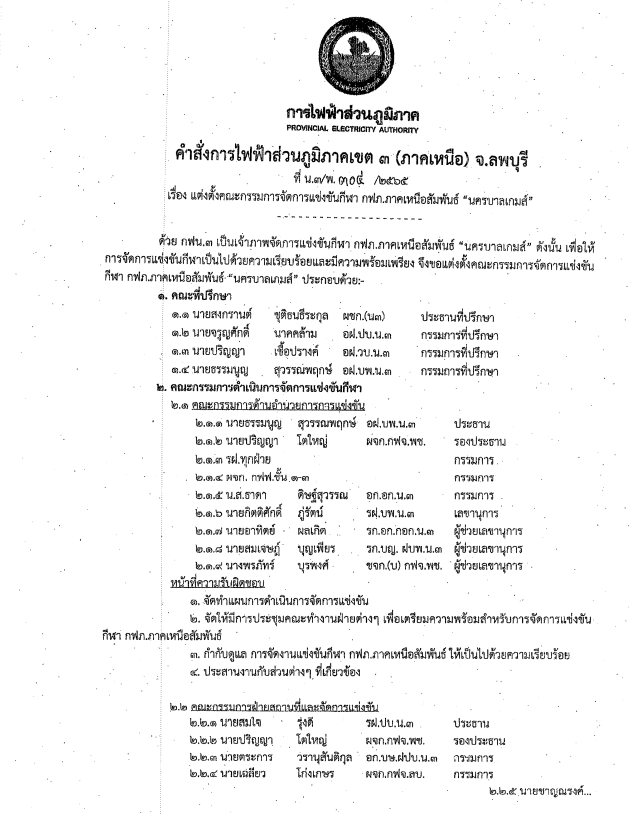 การไฟฟ้าส่วนภูมิภาค
PROVINCIAL ELECTRICITY AUTHORITY
คำสั่งการไฟฟ้าส่วนภูมิภาคเขต ๓ (ภาคเหนือ) จ.ลพบุรี
ที่ น.๓/พ. ๓๐๔ /๒๕๖๕
เรื่อง แต่งตั้งคณะกรรมการจัดการแข่งขันกีฬา กฟภ.ภาคเหนือสัมพันธ์ “นครบาลเกมส์”
ด้วย กฟน.๓ เป็นเจ้าภาพจัดการแข่งขันกีฬา กฟภ.ภาคเหนือสัมพันธ์ “นครบาลเกมส์” ดังนั้น เพื่อให้
การจัดการแข่งขันกีฬาเป็นไปด้วยความเรียบร้อยและมีความพร้อมเพรียง จึงขอแต่งตั้งคณะกรรมการจัดการแข่งขัน
กีฬา กฟภ.ภาคเหนือสัมพันธ์ “นครบาลเกมส์” ประกอบด้วย:-
๑. คณะที่ปรึกษา
๑.๑ นายสงกรานต์ ชุติธนธีระกุล ผชก.(น๓) ประธานที่ปรึกษา
๑.๒ นายจรูญศักดิ์ นาคคล้าม อฝ.ปบ.น.๓ กรรมการที่ปรึกษา
๑.๓ นายปริญญา เชื้อปรางค์ อฝ.วบ.น.๓ กรรมการที่ปรึกษา
๑.๔ นายธรรมนูญ สุวรรณพฤกษ์ อฝ.บพ.น.๓ กรรมการที่ปรึกษา
๒. คณะกรรมการดำเนินการจัดการแข่งขันกีฬา
๒.๑ คณะกรรมการด้านอำนวยการการแข่งขัน
๒.๑.๑ นายธรรมนูญ สุวรรณพฤกษ์ อฝ.บพ.น.๓ ประธาน
๒.๑.๒ นายปริญญา โตใหญ่ ผจก.กฟจ.พช. รองประธาน
๒.๑.๓ รฝ.ทุกฝ่าย กรรมการ
๒.๑.๔ ผจก. กฟฟ.ชั้น ๑-๓ กรรมการ
๒.๑.๕ น.ส.ธาดา ดิษฐ์สุวรรณ อก.อก.น.๓ กรรมการ
๒.๑.๖ นายกิตติศักดิ์ ภู่รัตน์ รฝ.บพ.น.๓ เลขานุการ
๒.๑.๗ นายอาทิตย์ ผลเกิด รก.อก.กอก.น.๓ ผู้ช่วยเลขานุการ
๒.๑.๘ นายสมเจษฎ์ บุญเพียร รก.บญ. ฝบพ.น.๓ ผู้ช่วยเลขานุการ
๒.๑.๙ นางพรภัทร์ บุรพงศ์ ชจก.(บ) กฟจ.พช. ผู้ช่วยเลขานุการ
หน้าที่ความรับผิดชอบ
๑. จัดทำแผนการดำเนินการจัดการแข่งขัน
๒. จัดให้มีการประชุมคณะทำงานฝ่ายต่างๆ เพื่อเตรียมความพร้อมสำหรับการจัดการแข่งขัน
กีฬา กฟภ.ภาคเหนือสัมพันธ์
๓. กำกับดูแล การจัดงานแข่งขันกีฬา กฟภ.ภาคเหนือสัมพันธ์ ให้เป็นไปด้วยความเรียบร้อย
๔. ประสานงานกับส่วนต่างๆ ที่เกี่ยวข้อง
๒.๒ คณะกรรมการฝ่ายสถานที่และจัดการแข่งขัน
๒.๒.๑ นายสมใจ รุ่งดี รฝ.ปบ.น.๓ ประธาน
๒.๒.๒ นายปริญญา โตใหญ่ ผจก.กฟจ.พช. รองประธาน
๒.๒.๓ นายตระการ วรานุสันติกุล อก.บษ.ฝปบ.น.๓ กรรมการ
๒.๒.๔ นายเฉลียว โก่งเกษร ผจก.กฟจ.ลบ. กรรมการ
๒.๒.๕ นายชาญณรงค์...